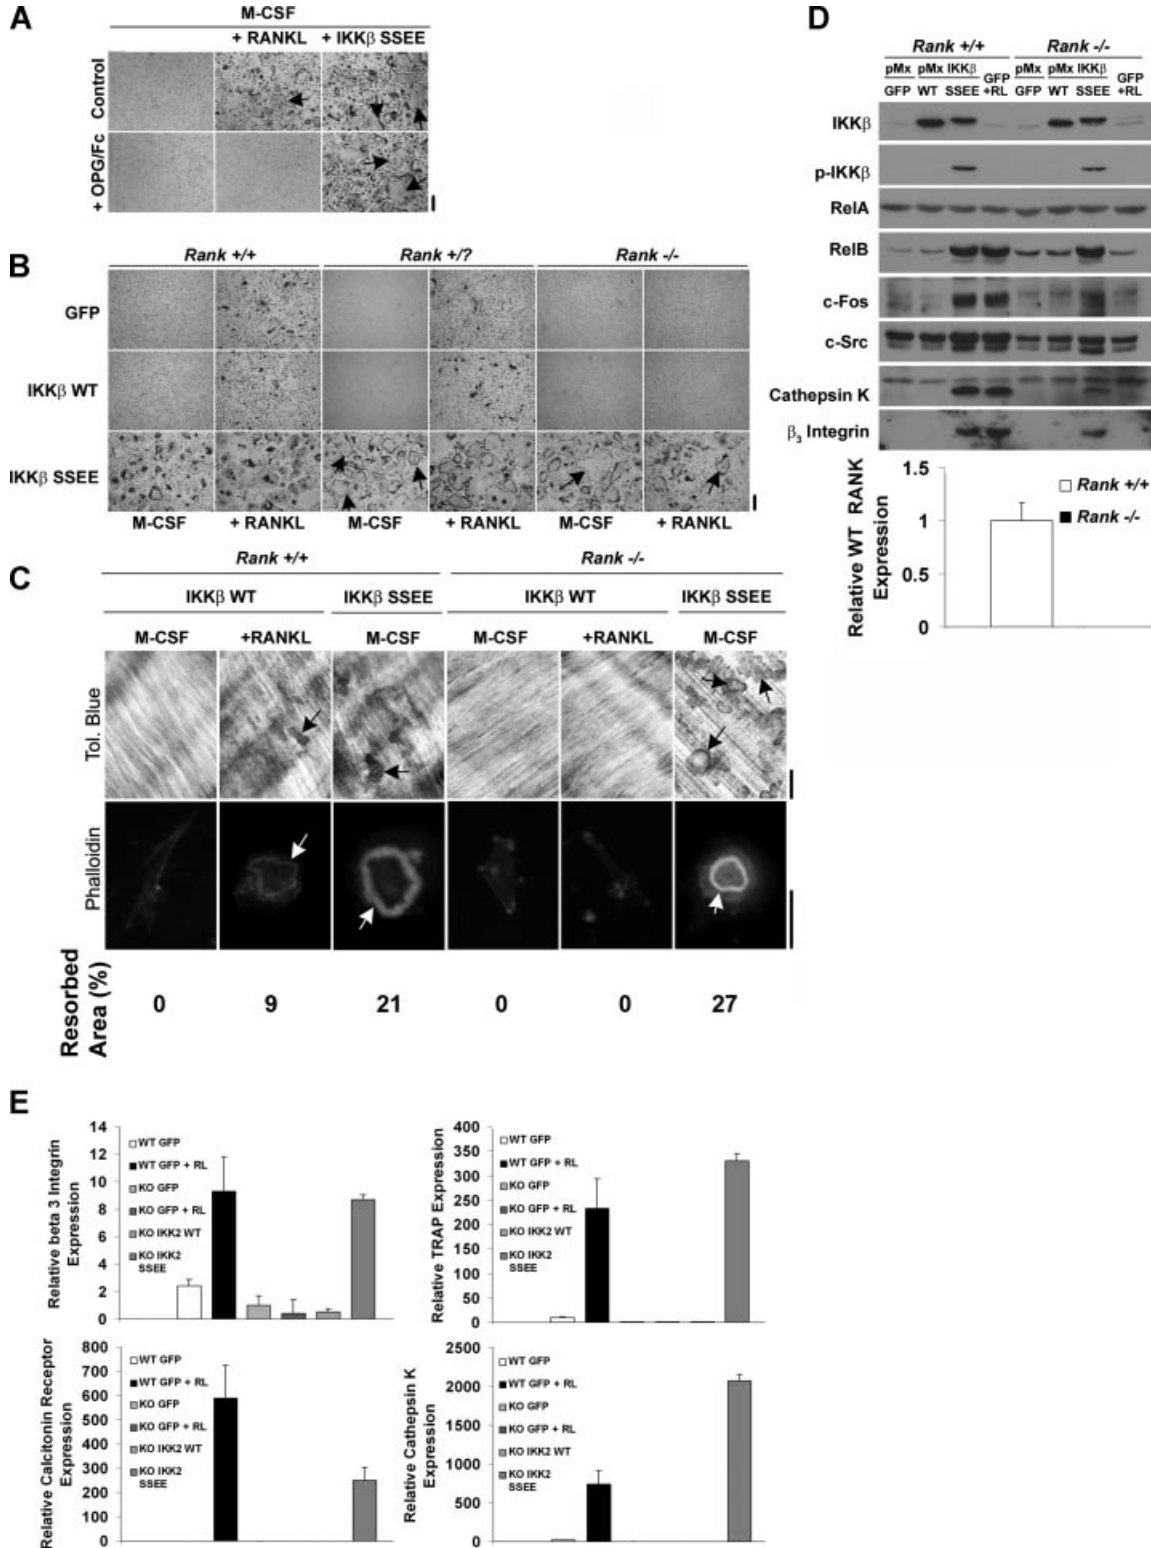 A
M-CSF
+ RANKL
+ IKKβ SSEE
Control
+ OPG/Fc
B
Rank +/+
Rank +/?
Rank -/-
GFP
IKKβ WT
IKKβ SSEE
M-CSF
+ RANKL
M-CSF
+ RANKL
M-CSF
+ RANKL
C
Rank +/+
Rank -/-
IKKβ WT
IKKβ SSEE
IKKβ WT
IKKβ SSEE
M-CSF
+RANKL
M-CSF
M-CSF
+RANKL
M-CSF
Tol. Blue
Phalloidin
Resorbed
Area (%)
0
9
21
0
0
27
D
Rank +/+
Rank -/-
pMx
pMx IKKβ
GFP
+RL
pMx
pMx IKKβ
GFP
+RL
GFP
WT
SSEE
GFP
WT
SSEE
IKKβ
p-IKKβ
RelA
RelB
c-Fos
c-Src
Cathepsin K
β3 Integrin
Relative WT RANK
Expression
1.5
1
0.5
0
Rank +/+
Rank -/-
E
Relative beta 3 Integrin
Expression
14
12
10
8
6
4
2
0
WT GFP
WT GFP + RL
KO GFP
KO GFP + RL
KO IKK2 WT
KO IKK2
SSEE
Relative TRAP Expression
400
350
300
250
200
150
100
50
0
WT GFP
WT GFP + RL
KO GFP
KO GFP + RL
KO IKK2 WT
KO IKK2
SSEE
Relative Calcitonin Receptor
Expression
800
700
600
500
400
300
200
100
0
WT GFP
WT GFP + RL
KO GFP
KO GFP + RL
KO IKK2 WT
KO IKK2
SSEE
Relative Cathepsin K
Expression
2500
2000
1500
1000
500
0
WT GFP
WT GFP + RL
KO GFP
KO GFP + RL
KO IKK2 WT
KO IKK2
SSEE